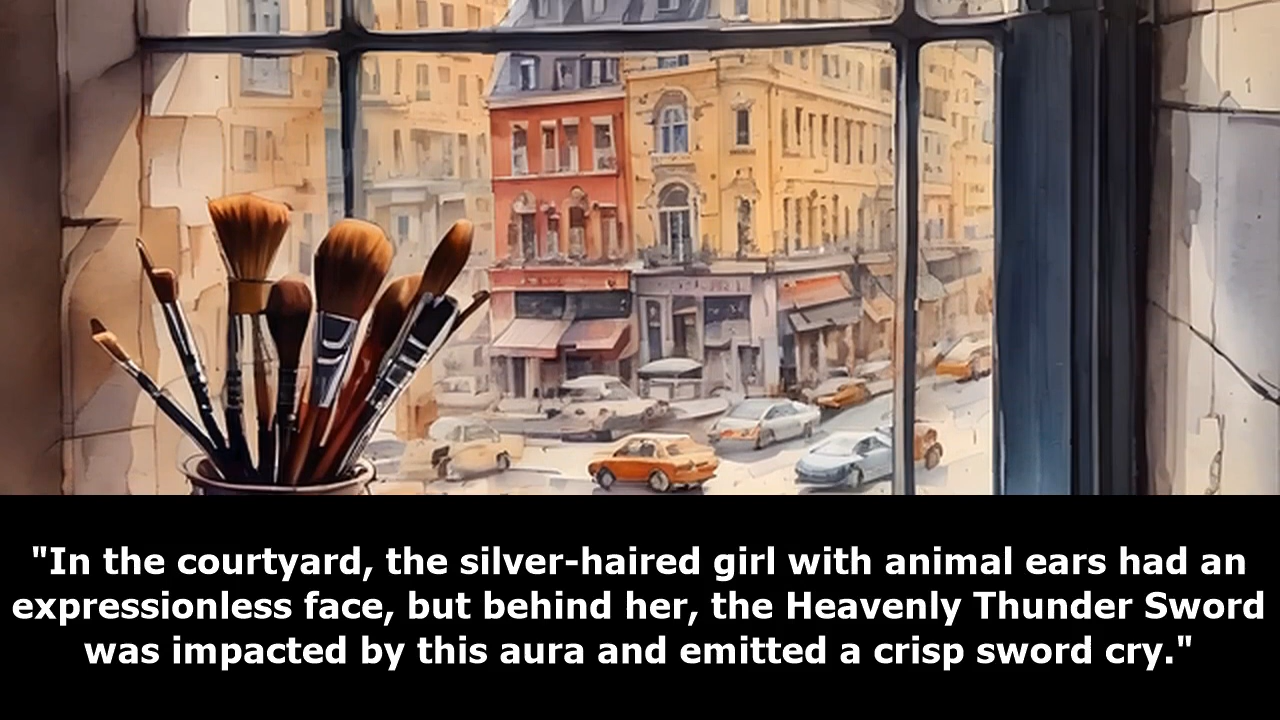 "In the courtyard, the silver-haired girl with animal ears had an
expressionless face, but behind her, the Heavenly Thunder Sword
was impacted by this aura and emitted a crisp sword cry."